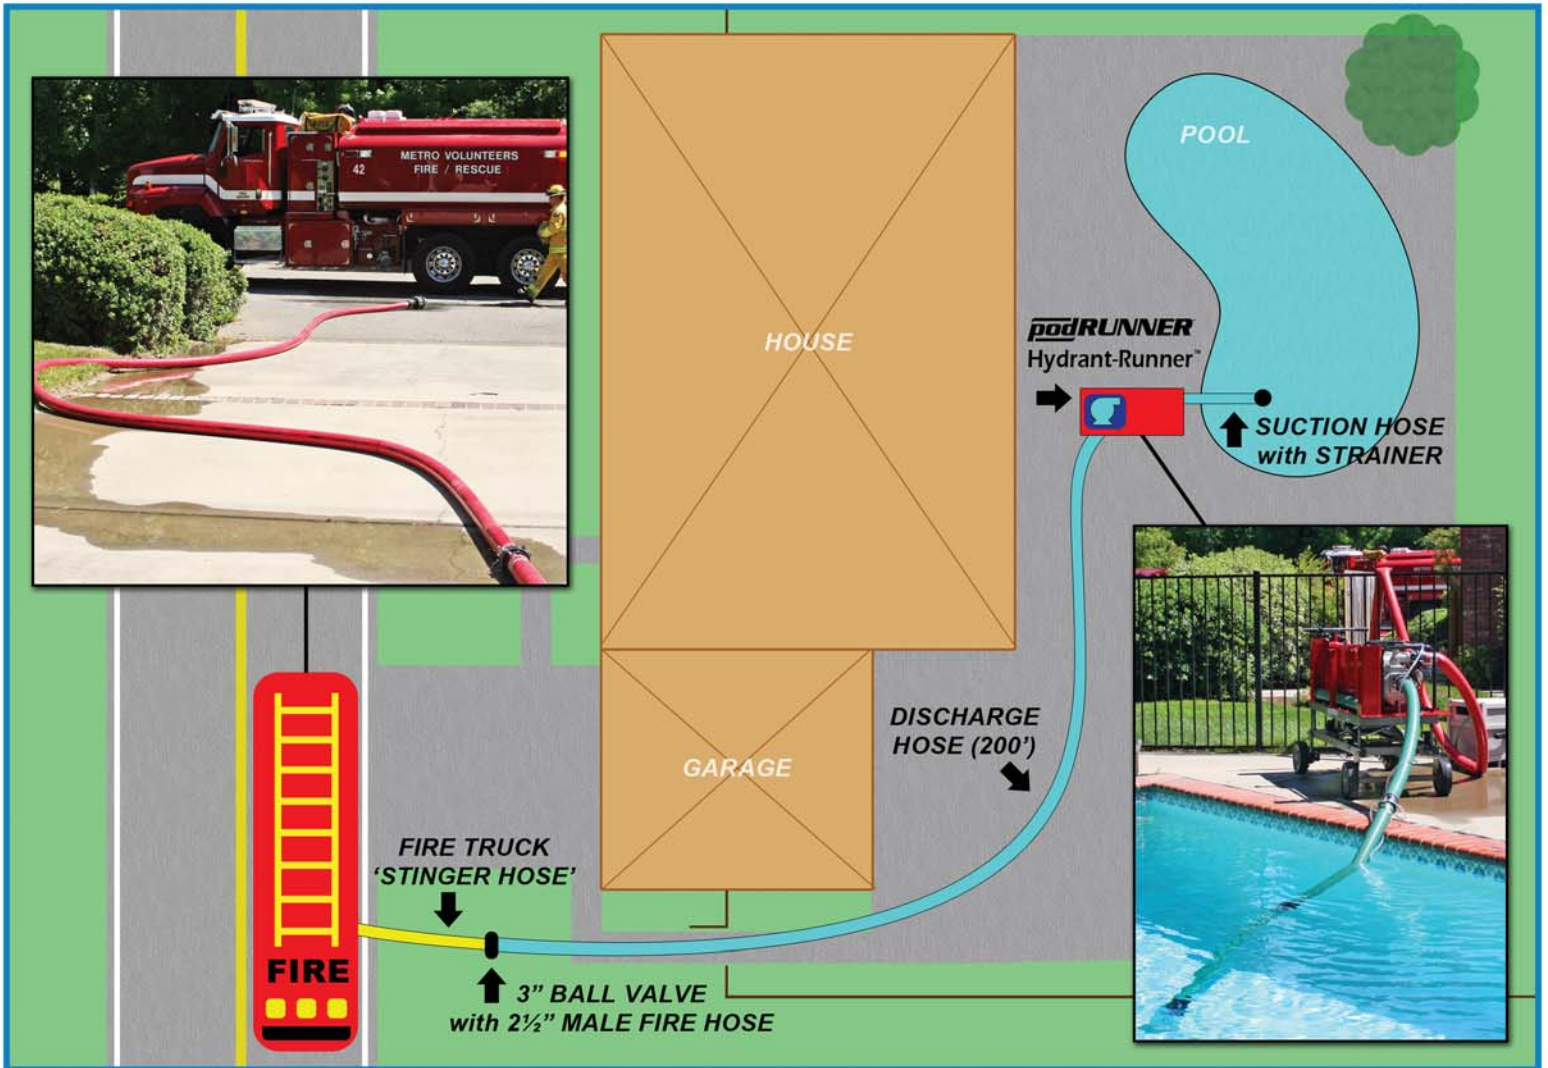 METRO VOLUNTEERS
42 FIRE / RESCUE
POOL
HOUSE
podRUNNER
Hydrant-Runner™
SUCTION HOSE
with STRAINER
DISCHARGE
HOSE (200’)
GARAGE
FIRE TRUCK
‘STINGER HOSE’
FIRE
3” BALL VALVE
with 2½” MALE FIRE HOSE